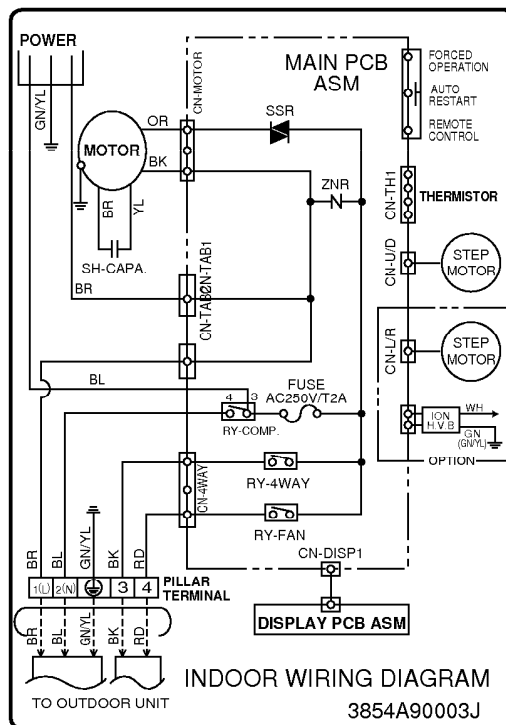 POWER
GN/YL
MOTOR
OR
BK
BR
YL
SH-CAPA.
BR
BL
CN-MOTOR
MAIN PCB
ASM
SSR
ZNR
CN-TAB1
CN-TAB2
FUSE
AC250V/T2A
4
3
RY-COMP.
CN-4WAY
RY-4WAY
RY-FAN
CN-DISP1
DISPLAY PCB ASM
FORCED
OPERATION
AUTO
RESTART
REMOTE
CONTROL
CN-TH1
THERMISTOR
CN-U/D
STEP
MOTOR
CN-L/R
STEP
MOTOR
ION
H.V.B
WH
GN
(GN/YL)
OPTION
BR
BL
GN/YL
BK
RD
1(L)
2(N)
3
4
PILLAR
TERMINAL
BR
BL
GN/YL
BK
RD
TO OUTDOOR UNIT
INDOOR WIRING DIAGRAM
3854A90003J